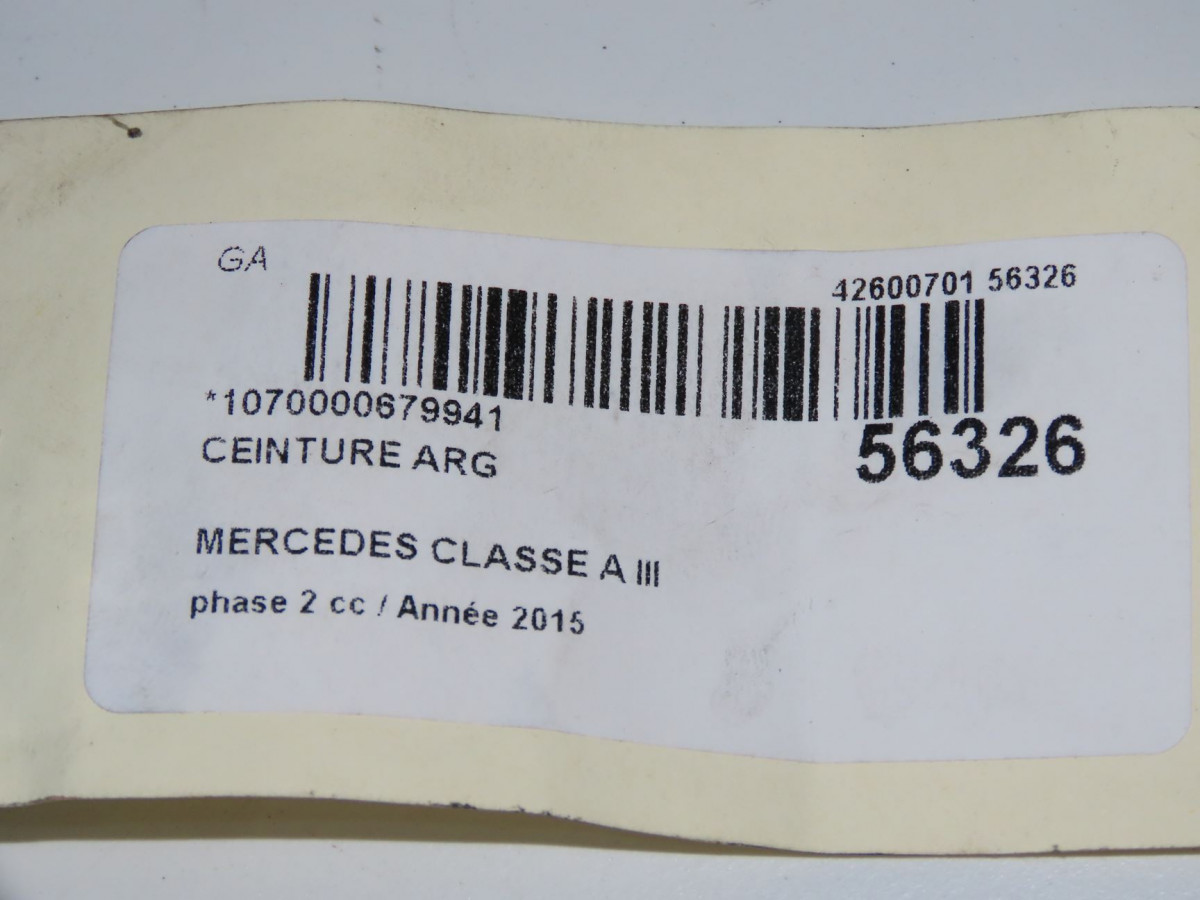 GA
42600701 56326
*1070000679941
56326
CEINTURE ARG
MERCEDES CLASSE A III
phase 2 cc / Année 2015